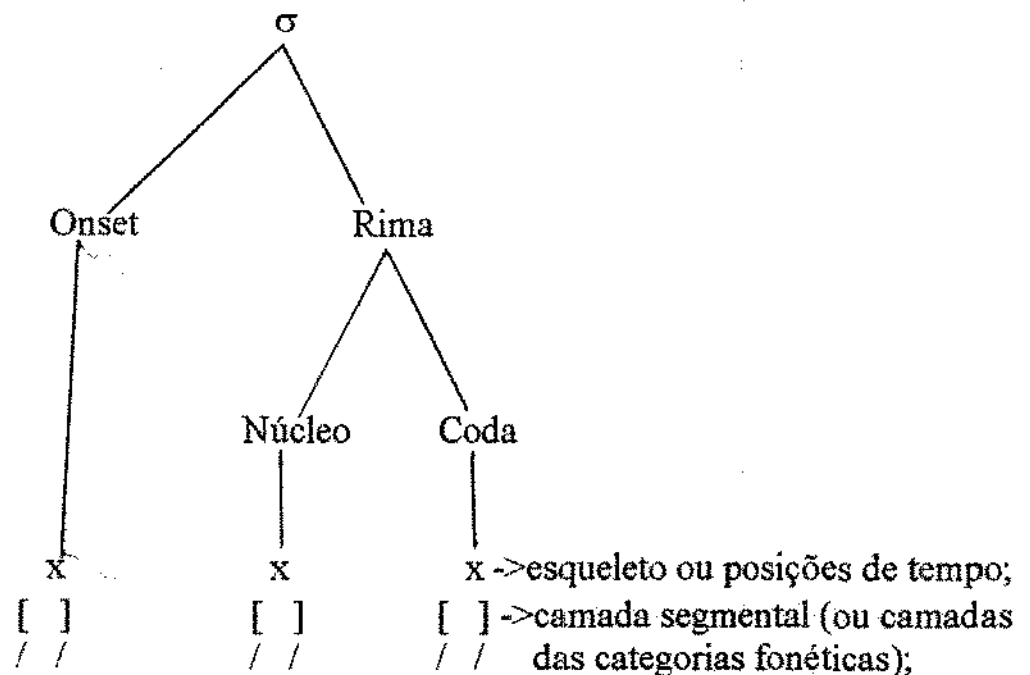 σ
Onset Rima
Núcleo Coda
x x x ->esqueleto ou posições de tempo;
[ ] [ ] [ ] ->camada segmental (ou camadas
/ / / / / / das categorias fonéticas);